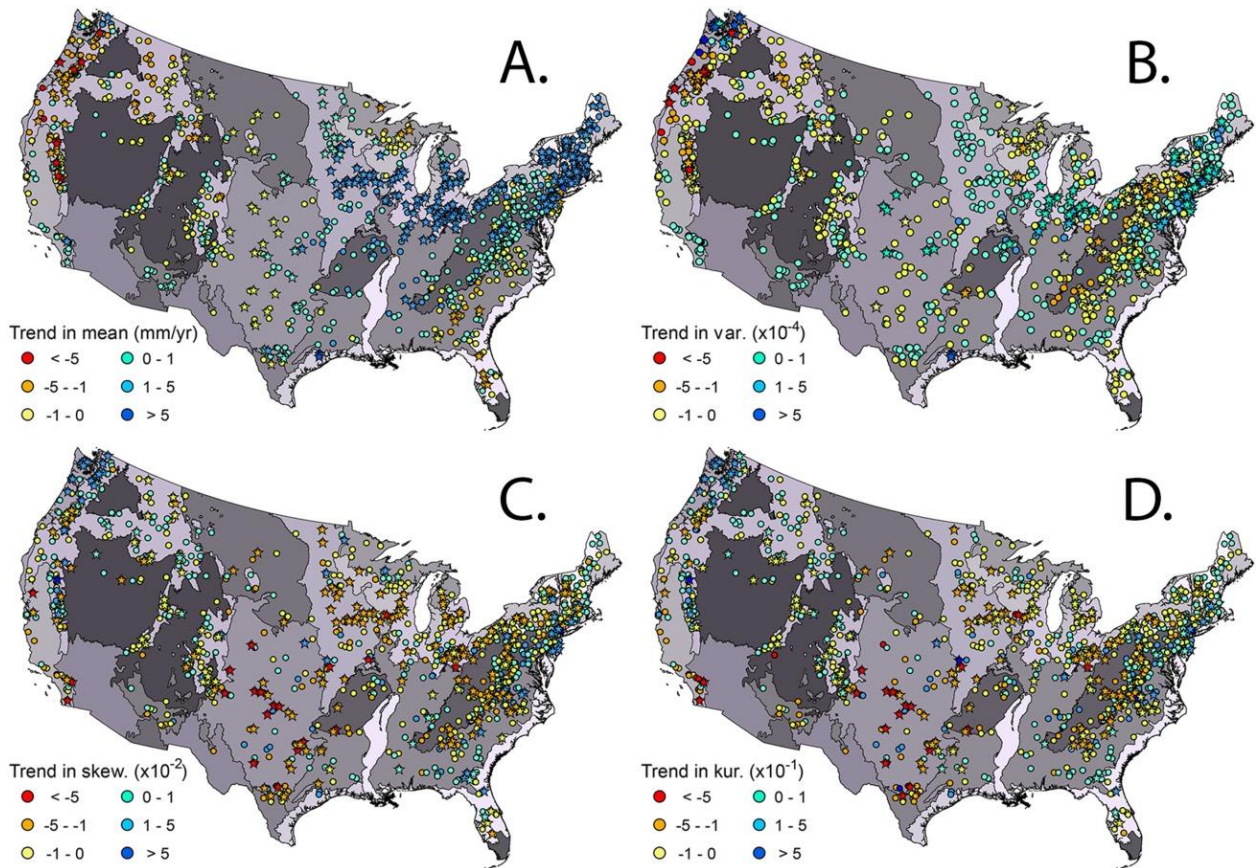 A.
B.
Trend in mean (mm/yr)
< -5 0 - 1
-5 - -1 1 - 5
-1 - 0 > 5
Trend in var. (x10⁻⁴)
< -5 0 - 1
-5 - -1 1 - 5
-1 - 0 > 5
C.
D.
Trend in skew. (x10⁻²)
< -5 0 - 1
-5 - -1 1 - 5
-1 - 0 > 5
Trend in kur. (x10⁻¹)
< -5 0 - 1
-5 - -1 1 - 5
-1 - 0 > 5